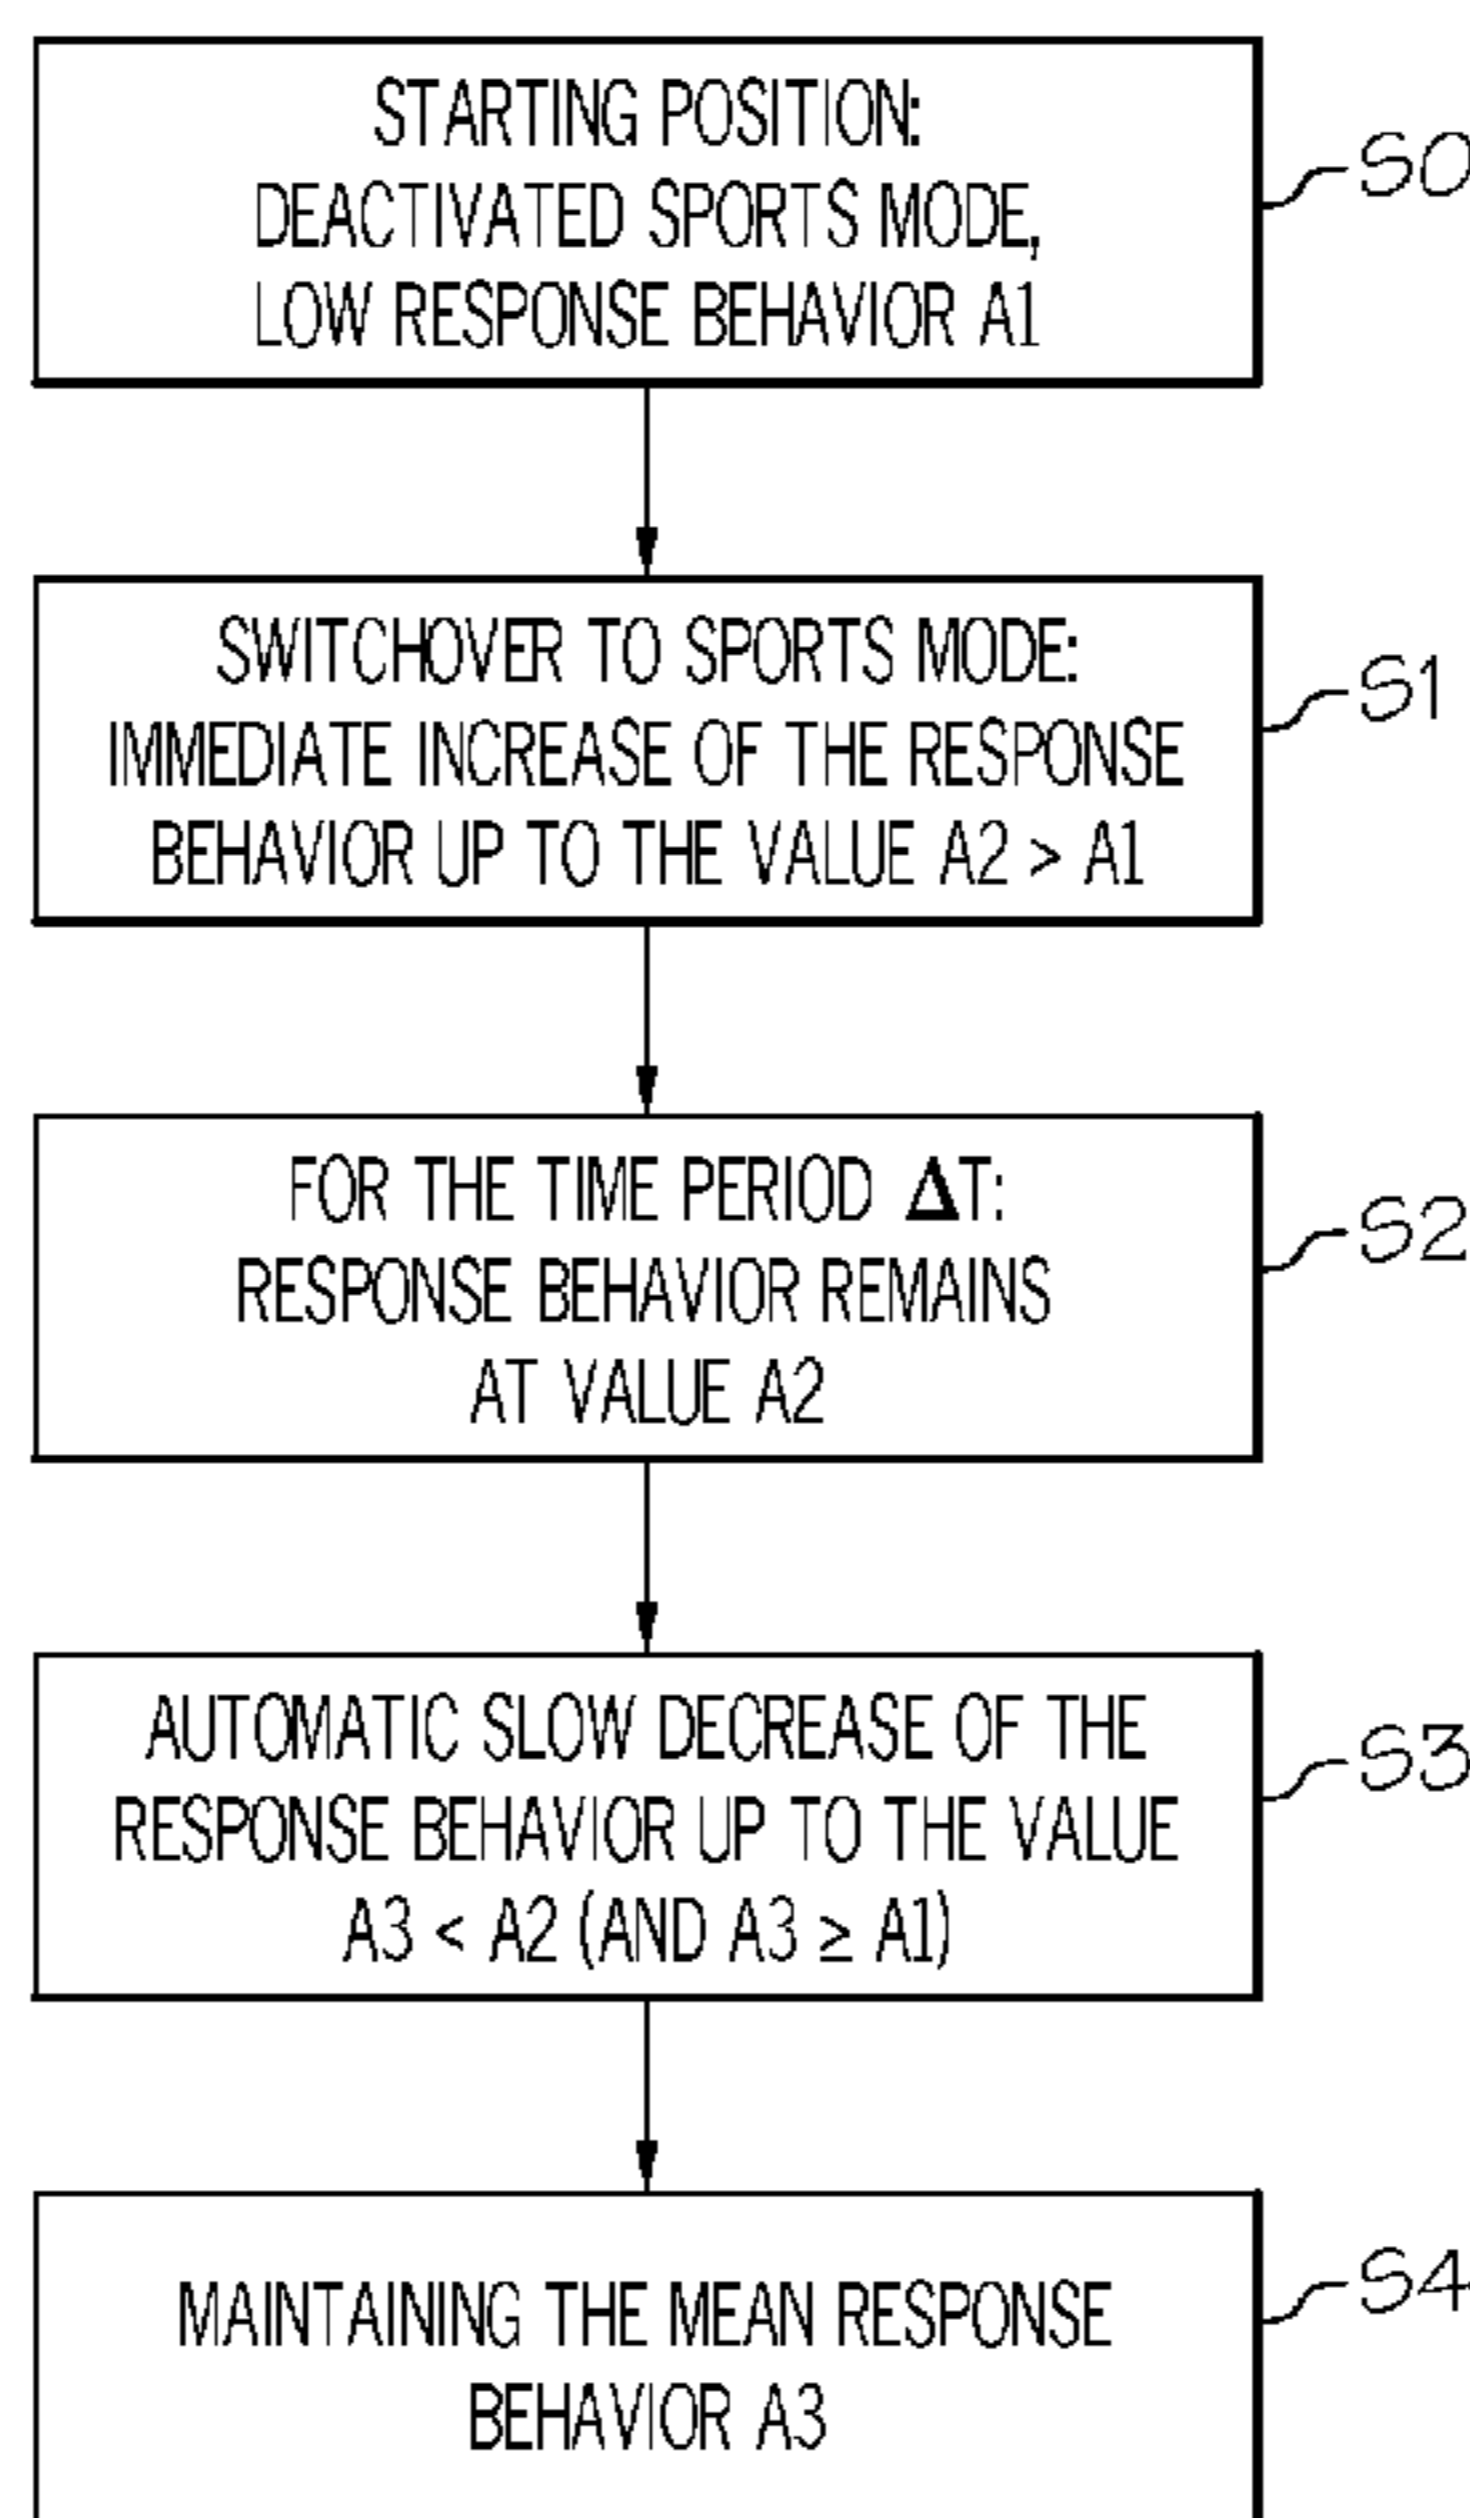 STARTING POSITION:
DEACTIVATED SPORTS MODE,
LOW RESPONSE BEHAVIOR A1
S0
SWITCHOVER TO SPORTS MODE:
IMMEDIATE INCREASE OF THE RESPONSE
BEHAVIOR UP TO THE VALUE A2 > A1
S1
FOR THE TIME PERIOD ΔT:
RESPONSE BEHAVIOR REMAINS
AT VALUE A2
S2
AUTOMATIC SLOW DECREASE OF THE
RESPONSE BEHAVIOR UP TO THE VALUE
A3 < A2 (AND A3 ≥ A1)
S3
MAINTAINING THE MEAN RESPONSE
BEHAVIOR A3
S4